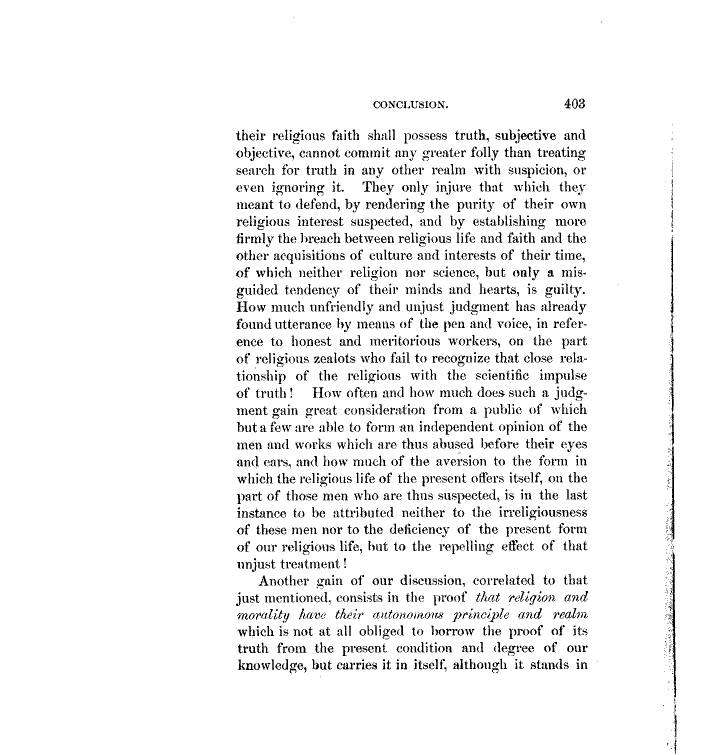 CONCLUSION. 403
their religious faith shall possess truth, subjective and
objective, cannot commit any greater folly than treating
search for truth in any other realm with suspicion, or
even ignoring it. They only injure that which they
meant to defend, by rendering the purity of their own
religious interest suspected, and by establishing more
firmly the breach between religious life and faith and the
other acquisitions of culture and interests of their time,
of which neither religion nor science, but only a mis-
guided tendency of their minds and hearts, is guilty.
How much unfriendly and unjust judgment has already
found utterance by means of the pen and voice, in refer-
ence to honest and meritorious workers, on the part
of religious zealots who fail to recognize that close rela-
tionship of the religious with the scientific impulse
of truth! How often and how much does such a judg-
ment gain great consideration from a public of which
but a few are able to form an independent opinion of the
men and works which are thus abused before their eyes
and ears, and how much of the aversion to the form in
which the religious life of the present offers itself, on the
part of those men who are thus suspected, is in the last
instance to be attributed neither to the irreligiousness
of these men nor to the deficiency of the present form
of our religious life, but to the repelling effect of that
unjust treatment!
Another gain of our discussion, correlated to that
just mentioned, consists in the proof that religion and
morality have their autonomous principle and realm
which is not at all obliged to borrow the proof of its
truth from the present condition and degree of our
knowledge, but carries it in itself, although it stands in